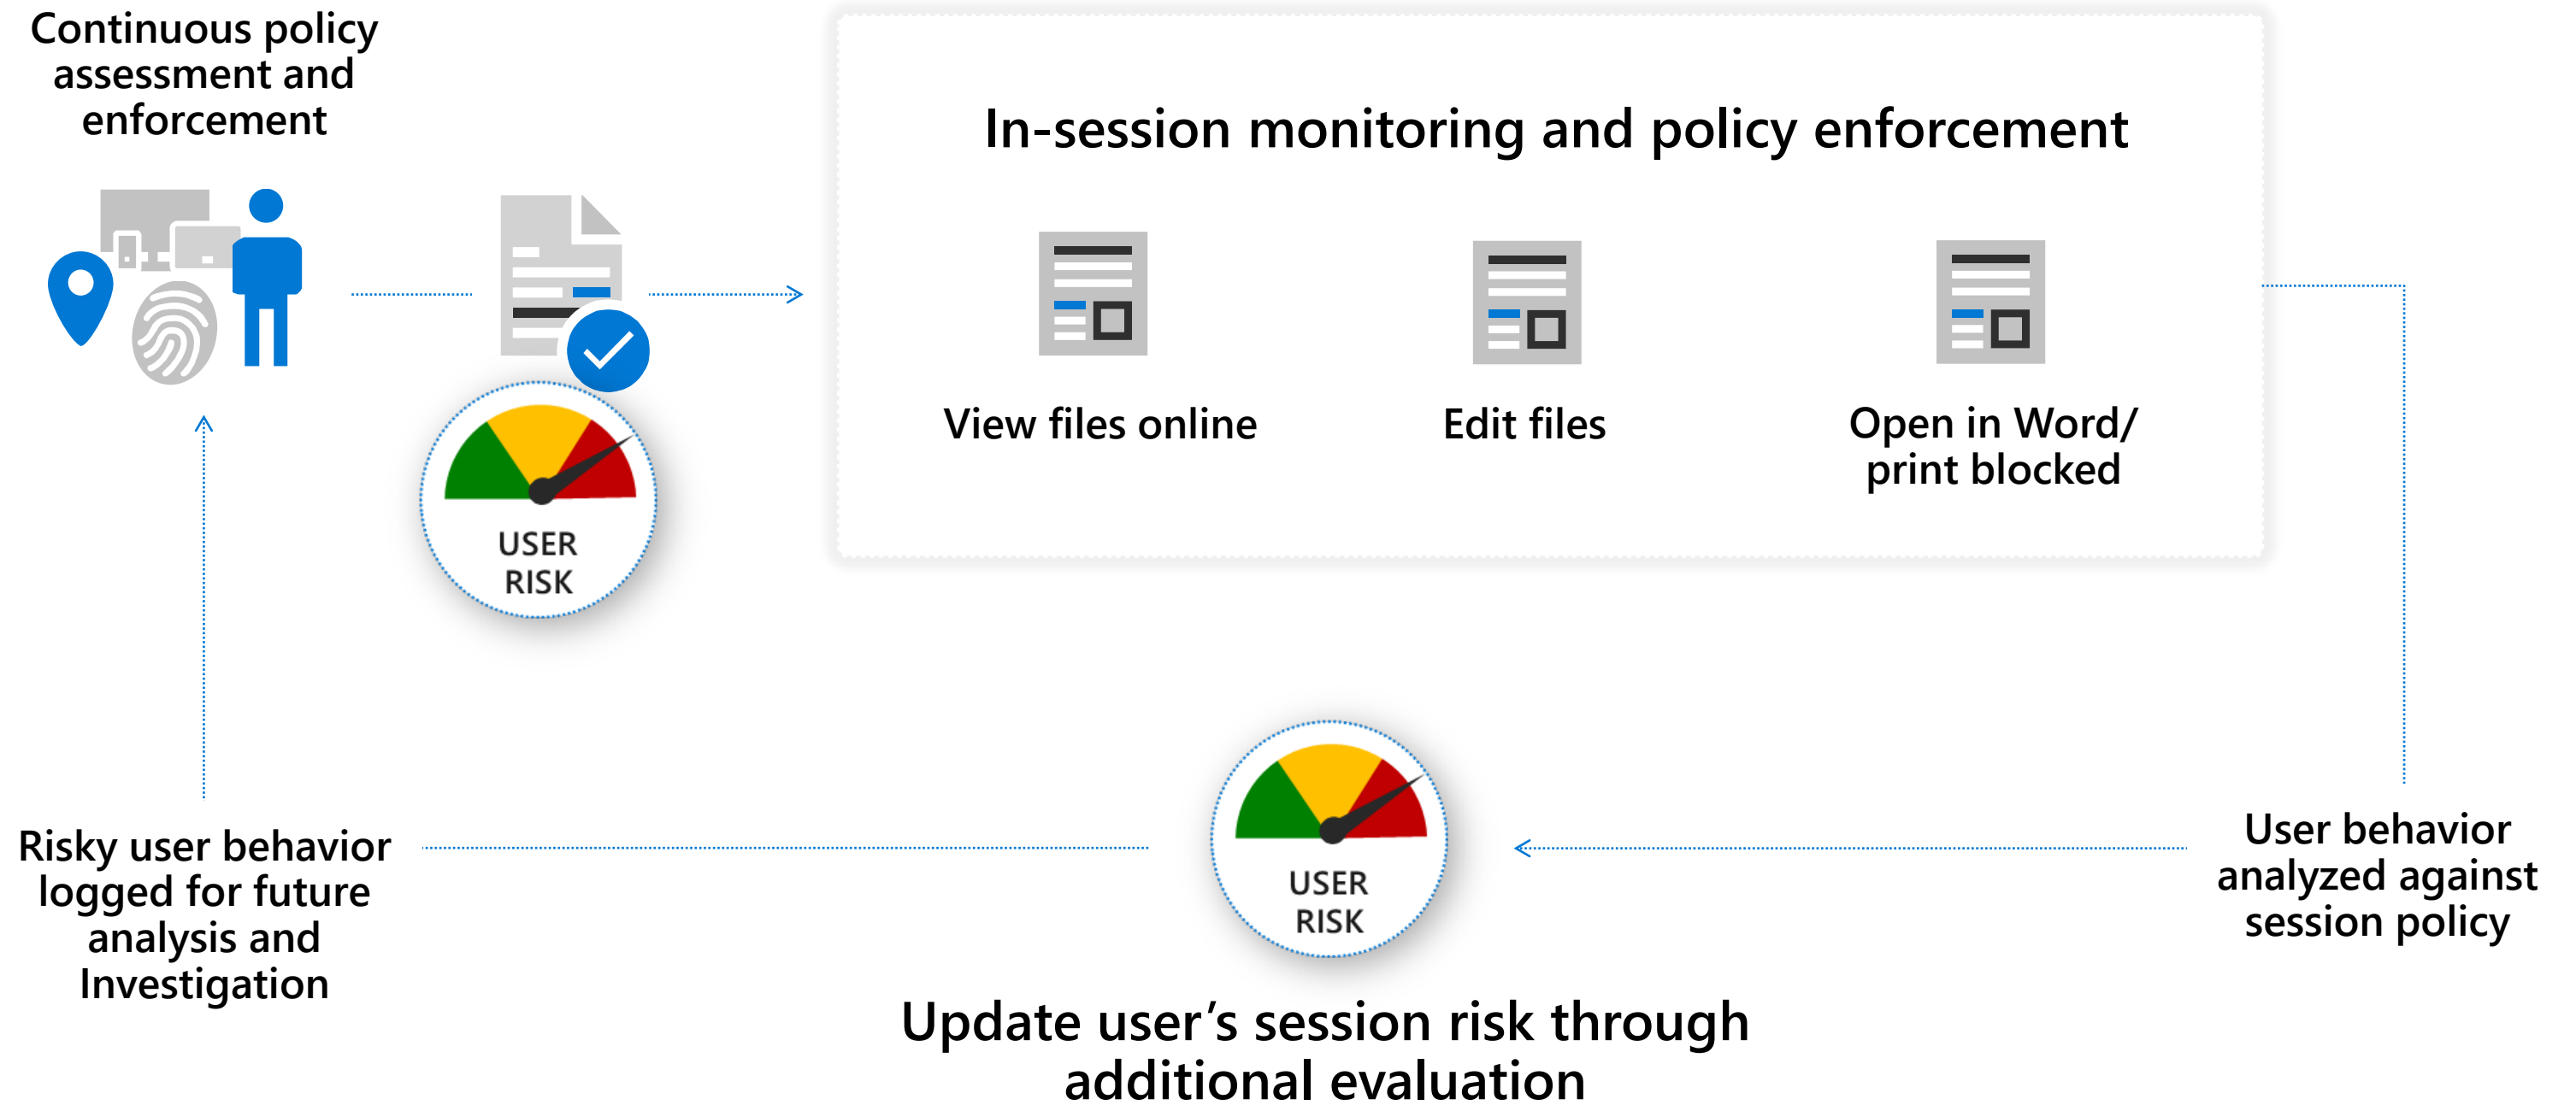 Continuous policy
assessment and
enforcement
In-session monitoring and policy enforcement
View files online
Edit files
Open in Word/
print blocked
USER
RISK
Risky user behavior
logged for future
analysis and
Investigation
USER
RISK
Update user’s session risk through
additional evaluation
User behavior
analyzed against
session policy